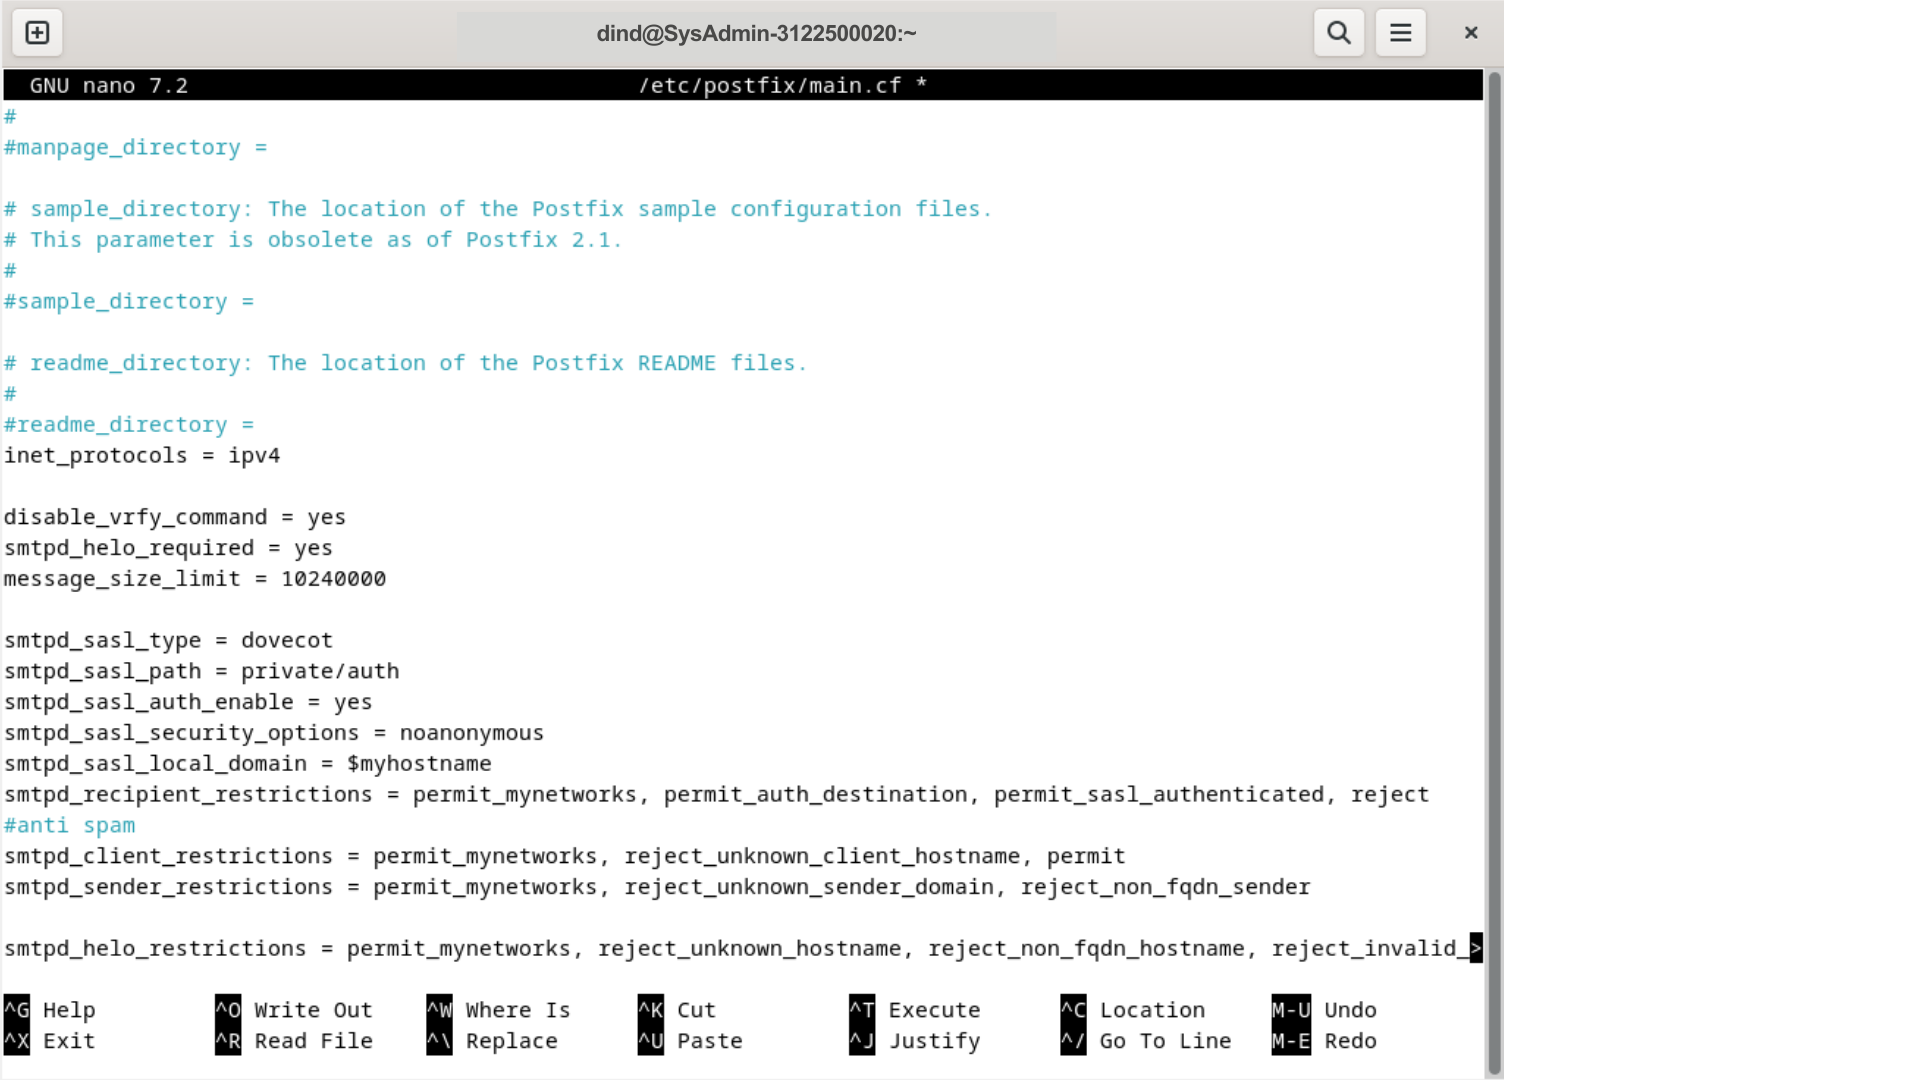 dind@SysAdmin-3122500020:~
GNU nano 7.2 /etc/postfix/main.cf *
#
#manpage_directory =
# sample_directory: The location of the Postfix sample configuration files.
# This parameter is obsolete as of Postfix 2.1.
#
#sample_directory =
# readme_directory: The location of the Postfix README files.
#
#readme_directory =
inet_protocols = ipv4
disable_vrfy_command = yes
smtpd_helo_required = yes
message_size_limit = 10240000
smtpd_sasl_type = dovecot
smtpd_sasl_path = private/auth
smtpd_sasl_auth_enable = yes
smtpd_sasl_security_options = noanonymous
smtpd_sasl_local_domain = $myhostname
smtpd_recipient_restrictions = permit_mynetworks, permit_auth_destination, permit_sasl_authenticated, reject
#anti spam
smtpd_client_restrictions = permit_mynetworks, reject_unknown_client_hostname, permit
smtpd_sender_restrictions = permit_mynetworks, reject_unknown_sender_domain, reject_non_fqdn_sender
smtpd_helo_restrictions = permit_mynetworks, reject_unknown_hostname, reject_non_fqdn_hostname, reject_invalid_>
^G Help ^O Write Out ^W Where Is ^K Cut ^T Execute ^C Location M-U Undo
^X Exit ^R Read File ^\ Replace ^U Paste ^J Justify ^/ Go To Line M-E Redo